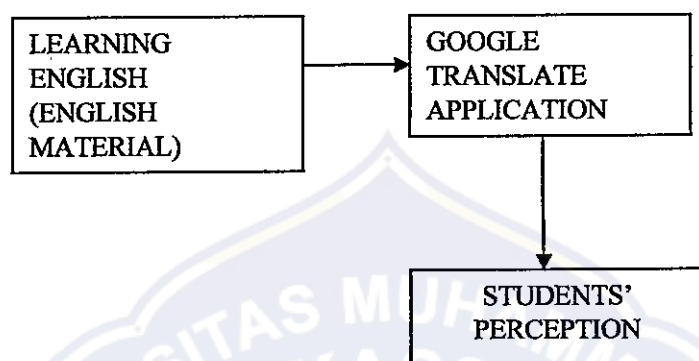 LEARNING
ENGLISH
(ENGLISH
MATERIAL)
GOOGLE
TRANSLATE
APPLICATION
STUDENTS'
PERCEPTION